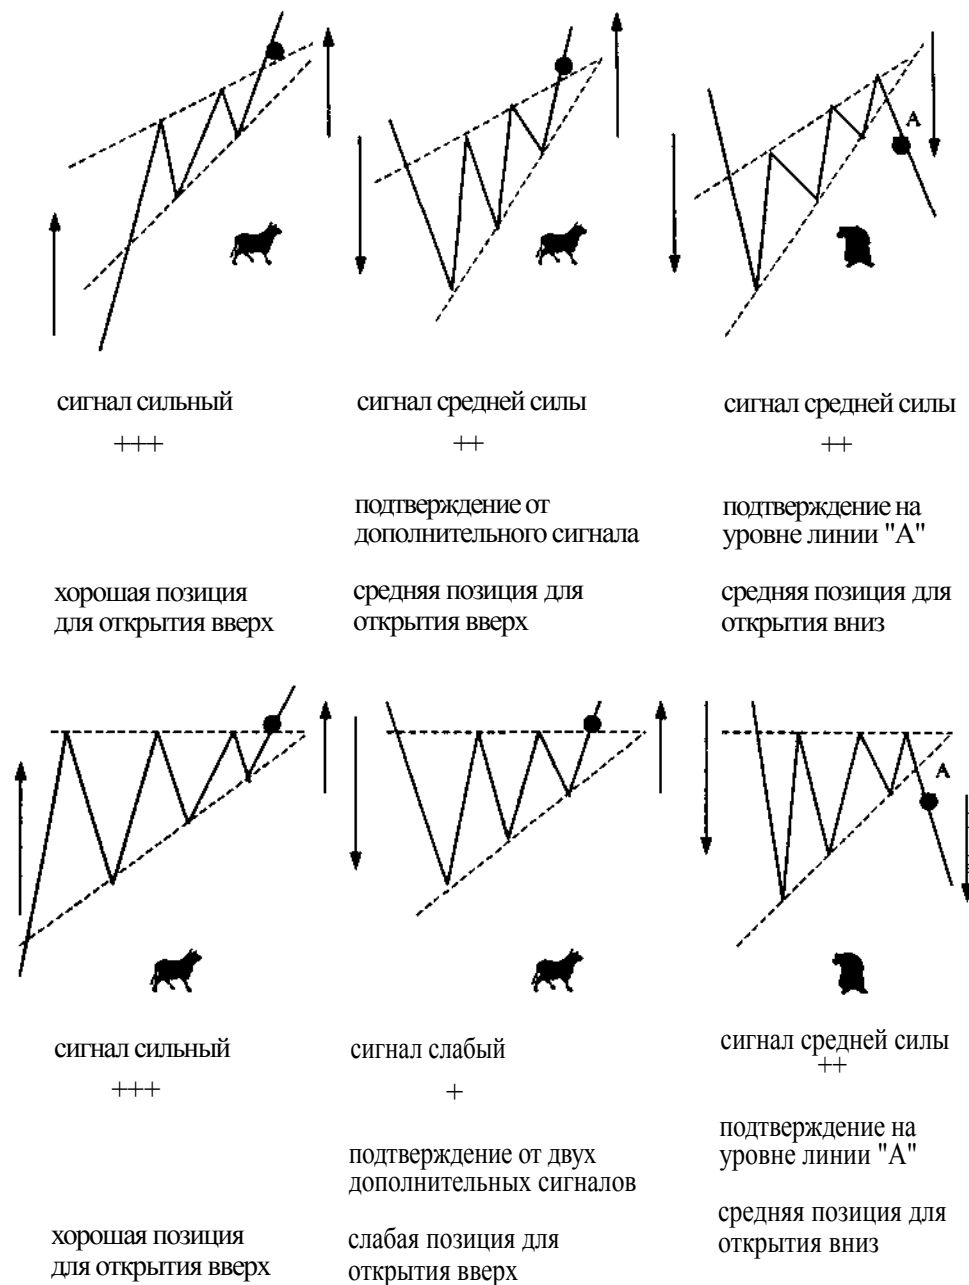 A
сигнал сильный
+++
хорошая позиция
для открытия вверх
сигнал средней силы
++
подтверждение от
дополнительного сигнала
средняя позиция для
открытия вверх
сигнал средней силы
++
подтверждение на
уровне линии "А"
средняя позиция для
открытия вниз
A
сигнал сильный
+++
хорошая позиция
для открытия вверх
сигнал слабый
+
подтверждение от двух
дополнительных сигналов
слабая позиция для
открытия вверх
сигнал средней силы
++
подтверждение на
уровне линии "А"
средняя позиция для
открытия вниз